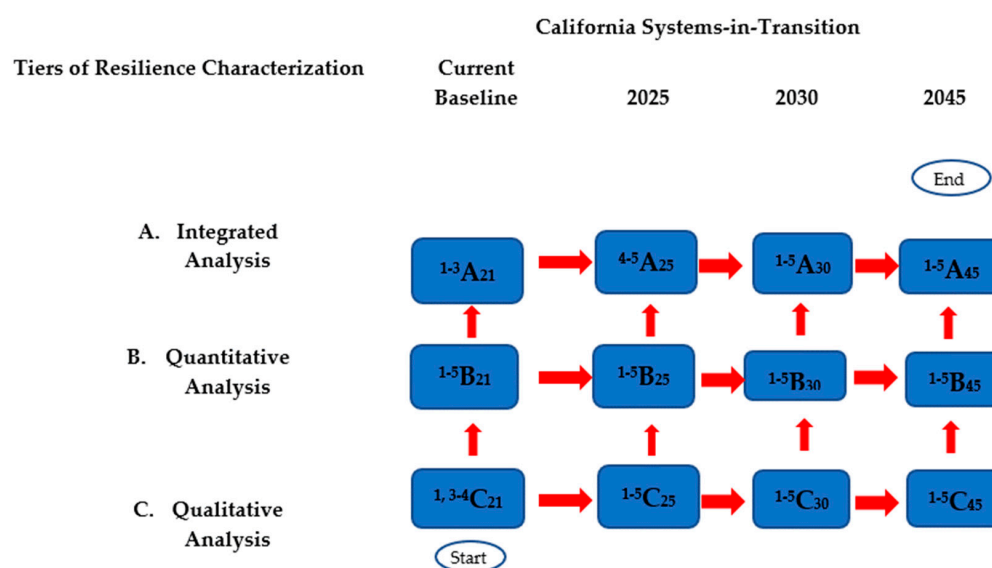 California Systems-in-Transition
Tiers of Resilience Characterization
Current
Baseline
2025
2030
2045
End
A. Integrated
Analysis
1-3A21
4-5A25
1-5A30
1-5A45
B. Quantitative
Analysis
1-5B21
1-5B25
1-5B30
1-5B45
C. Qualitative
Analysis
1, 3-4C21
1-5C25
1-5C30
1-5C45
Start